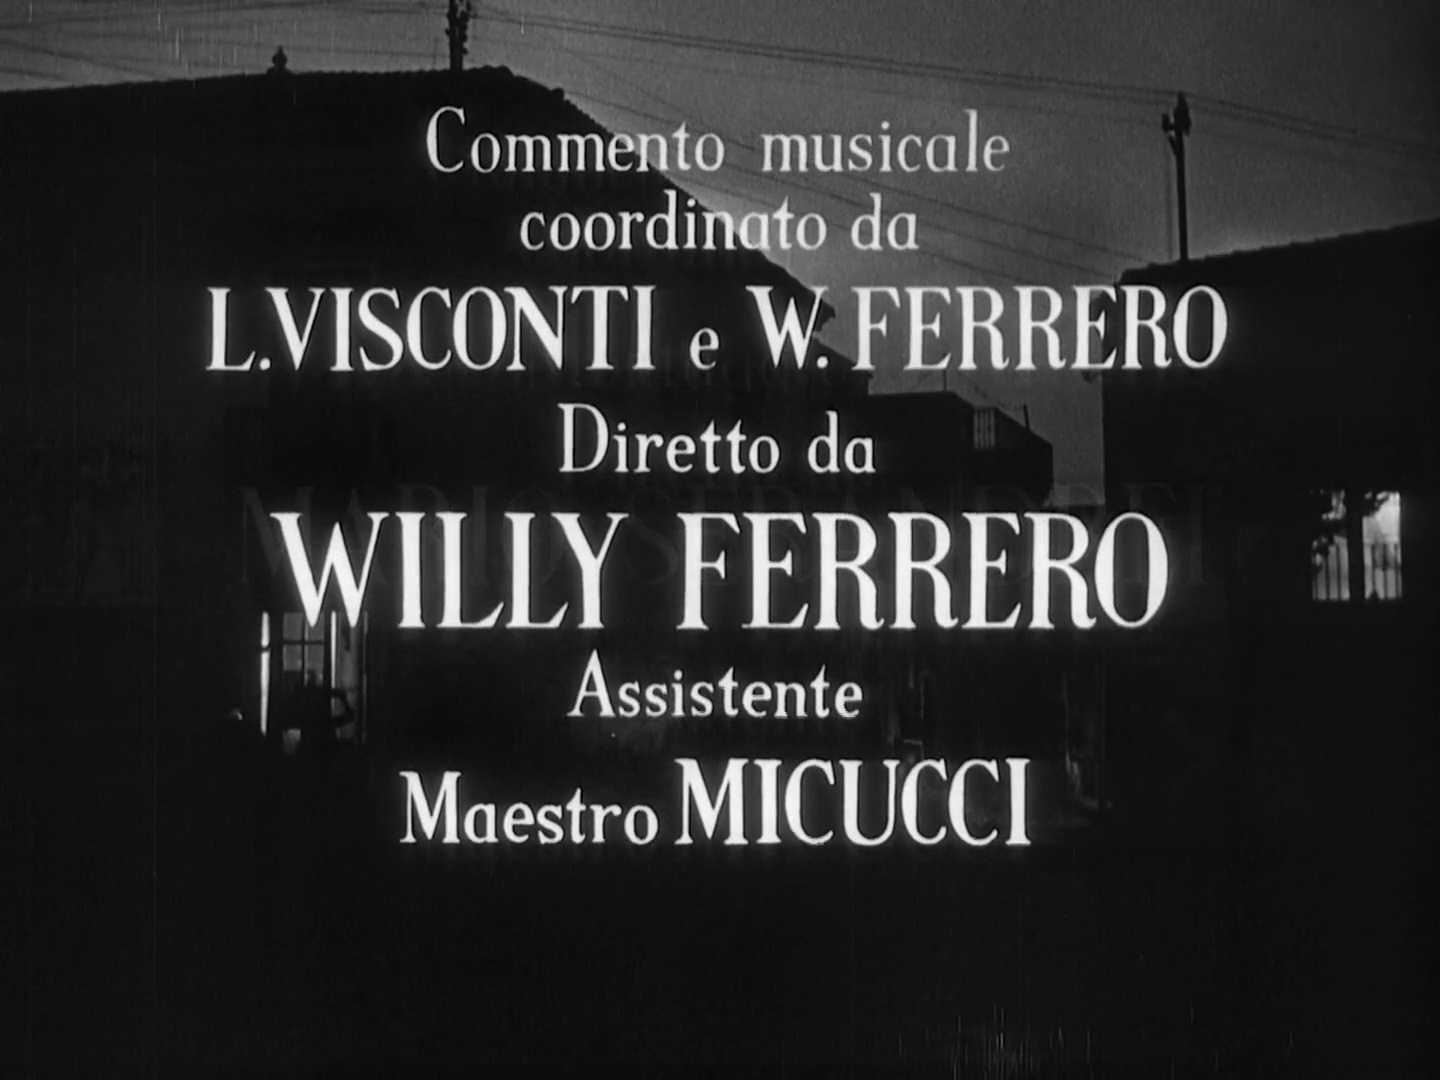 Commento musicale
coordinato da
L. VISCONTI e W. FERRERO
Diretto da
WILLY FERRERO
Assistente
Maestro MICUCCI